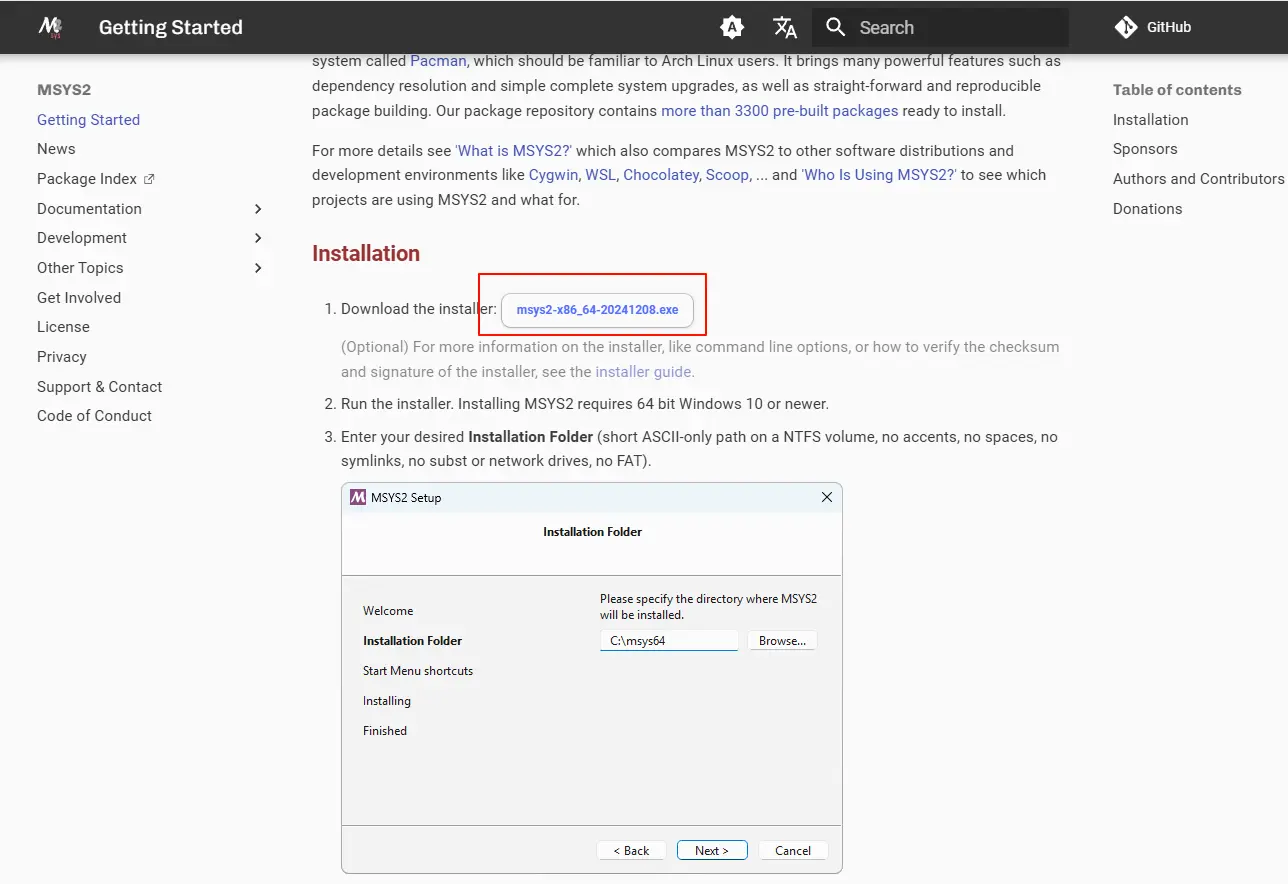 Getting Started
Search
GitHub
MSYS2
Getting Started
News
Package Index
Documentation
Development
Other Topics
Get Involved
License
Privacy
Support & Contact
Code of Conduct
system called Pacman, which should be familiar to Arch Linux users. It brings many powerful features such as
dependency resolution and simple complete system upgrades, as well as straight-forward and reproducible
package building. Our package repository contains more than 3300 pre-built packages ready to install.
For more details see 'What is MSYS2?' which also compares MSYS2 to other software distributions and
development environments like Cygwin, WSL, Chocolatey, Scoop, ... and 'Who Is Using MSYS2?' to see which
projects are using MSYS2 and what for.
Installation
1. Download the installer: msys2-x86_64-20241208.exe
(Optional) For more information on the installer, like command line options, or how to verify the checksum
and signature of the installer, see the installer guide.
2. Run the installer. Installing MSYS2 requires 64 bit Windows 10 or newer.
3. Enter your desired Installation Folder (short ASCII-only path on a NTFS volume, no accents, no spaces, no
symlinks, no subst or network drives, no FAT).
MSYS2 Setup
Installation Folder
Welcome
Installation Folder
Start Menu shortcuts
Installing
Finished
Please specify the directory where MSYS2
will be installed.
C:\msys64
Browse...
< Back
Next >
Cancel
Table of contents
Installation
Sponsors
Authors and Contributors
Donations